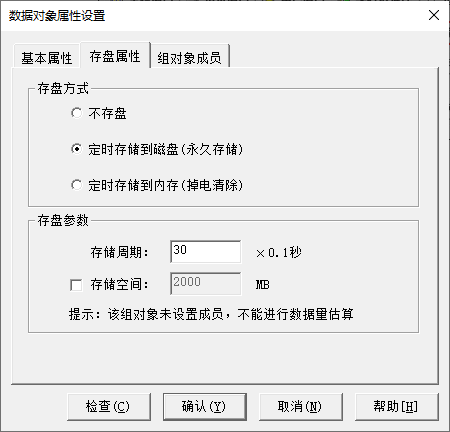 数据对象属性设置
基本属性 存盘属性 组对象成员
存盘方式
不存盘
定时存储到磁盘(永久存储)
定时存储到内存(掉电清除)
存盘参数
存储周期: 30 ×0.1秒
存储空间: 2000 MB
提示: 该组对象未设置成员, 不能进行数据量估算
检查(C) 确认(Y) 取消(N) 帮助[H]